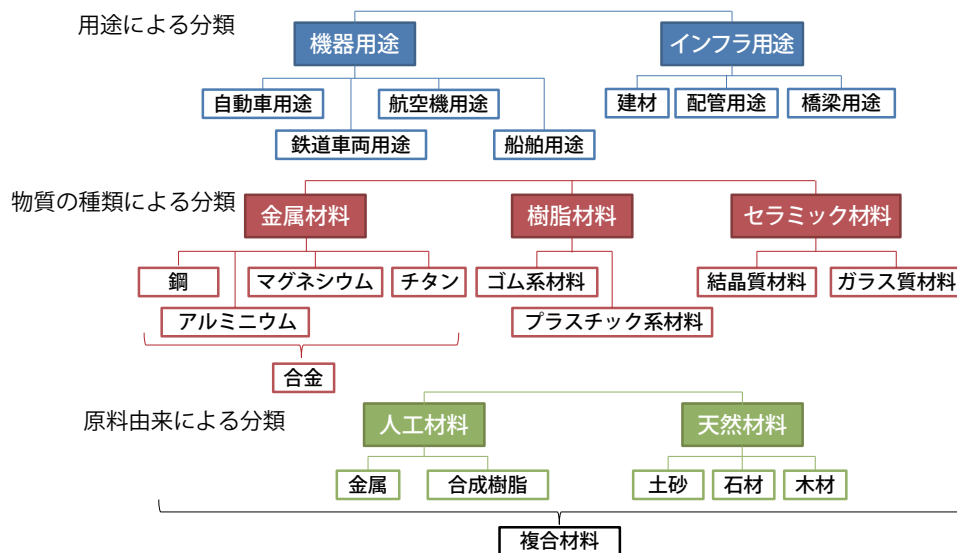 用途による分類
機器用途
インフラ用途
自動車用途
航空機用途
建材
配管用途
橋梁用途
鉄道車両用途
船舶用途
物質の種類による分類
金属材料
樹脂材料
セラミック材料
鋼
マグネシウム
チタン
ゴム系材料
結晶質材料
ガラス質材料
アルミニウム
プラスチック系材料
合金
原料由来による分類
人工材料
天然材料
金属
合成樹脂
土砂
石材
木材
複合材料